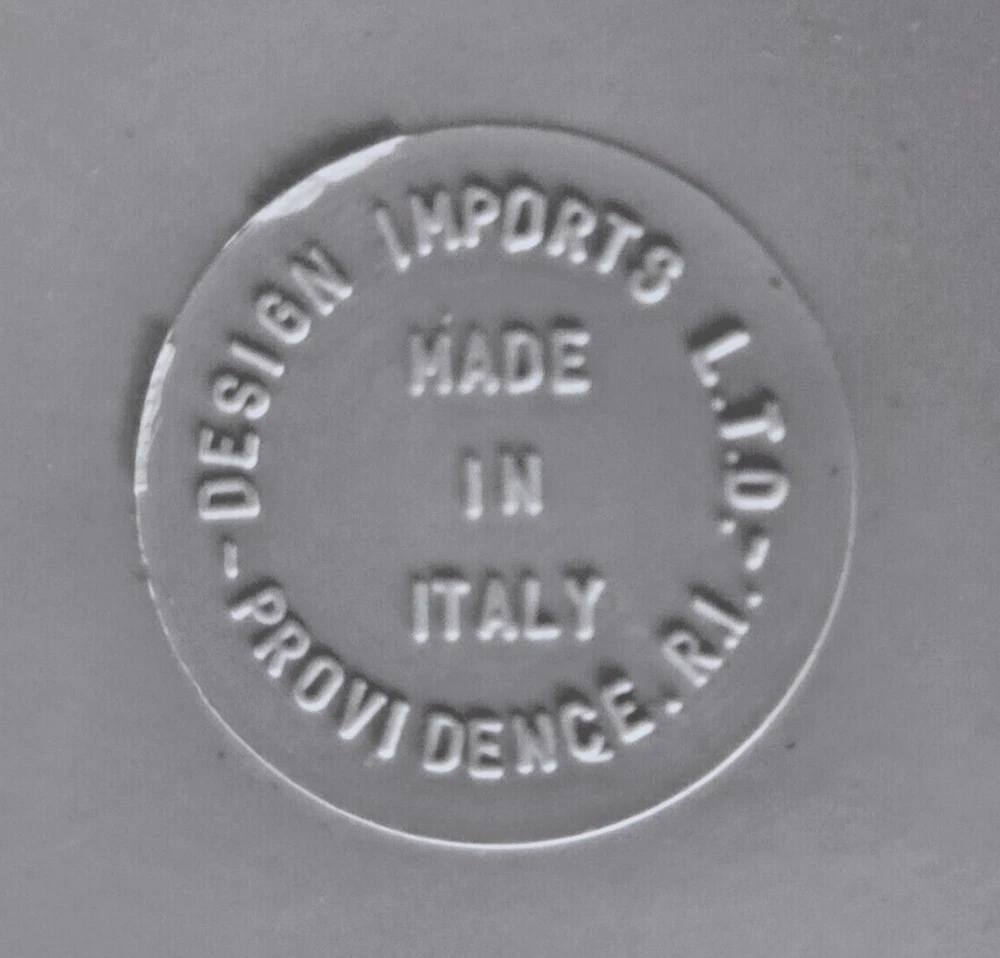 DESIGN IMPORTS L.T.D.
MADE
IN
ITALY
- PROVIDENCE. R.I. -